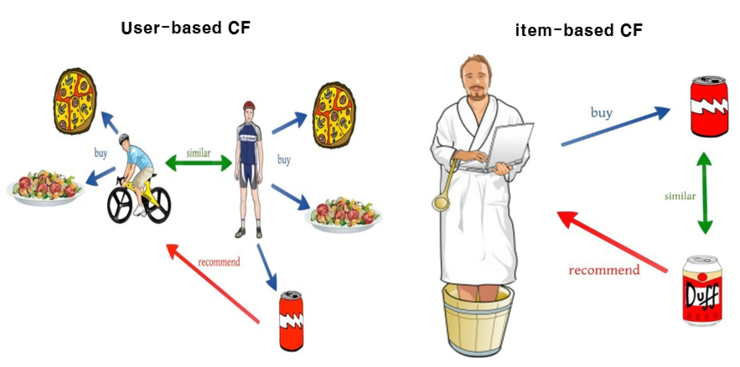 User-based CF
item-based CF
buy
similar
buy
recommend
buy
similar
recommend
Duff